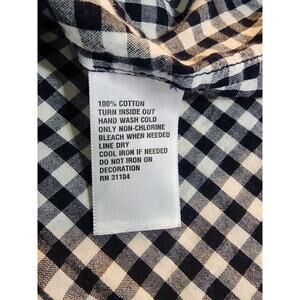 100% COTTON
TURN INSIDE OUT
HAND WASH COLD
ONLY NON-CHLORINE
BLEACH WHEN NEEDED
LINE DRY
COOL IRON IF NEEDED
DO NOT IRON ON
DECORATION
RN 31104